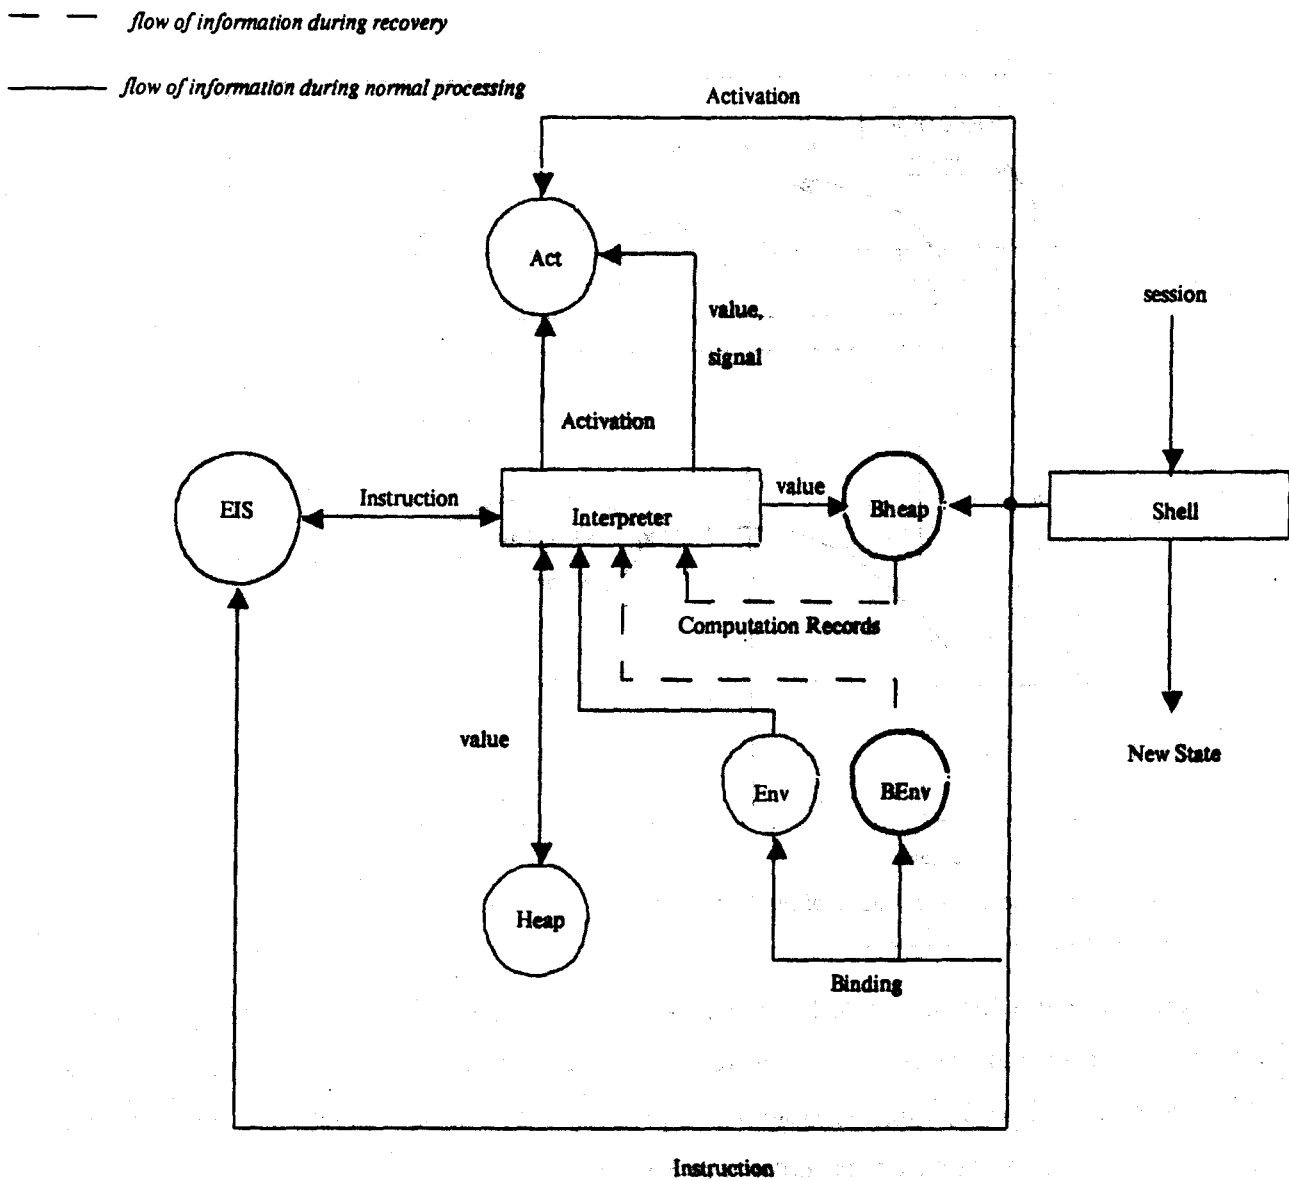 flow of information during recovery
flow of information during normal processing
Activation
Act
session
value,
signal
Activation
EIS
Instruction
Interpreter
value
Bheap
Shell
Computation Records
value
New State
Env
BEnv
Heap
Binding
Instruction